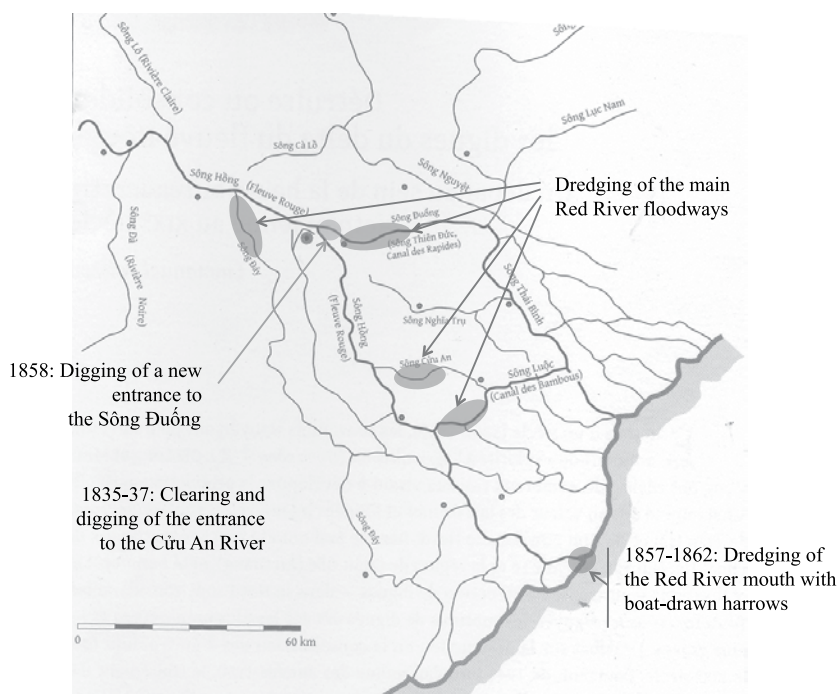 Sông Lô (Rivière Claire)
Sông
Sông Lục Nam
Sông Cà Lồ
Sông Nguyệt
Sông Hồng (Fleuve Rouge)
Dredging of the main
Red River floodways
Sông Đuống
(Sông Thiên Đức,
Canal des Rapides)
Sông Đà
(Rivière Noire)
Sông Đáy
Sông Hồng
(Fleuve Rouge)
Sông Thái Bình
Sông Nghĩa Trụ
1858: Digging of a new
entrance to
the Sông Đuống
Sông Cửu An
Sông Luộc
(Canal des Bambous)
1835-37: Clearing and
digging of the entrance
to the Cửu An River
Sông Đáy
1857-1862: Dredging of
the Red River mouth with
boat-drawn harrows
0
60 km